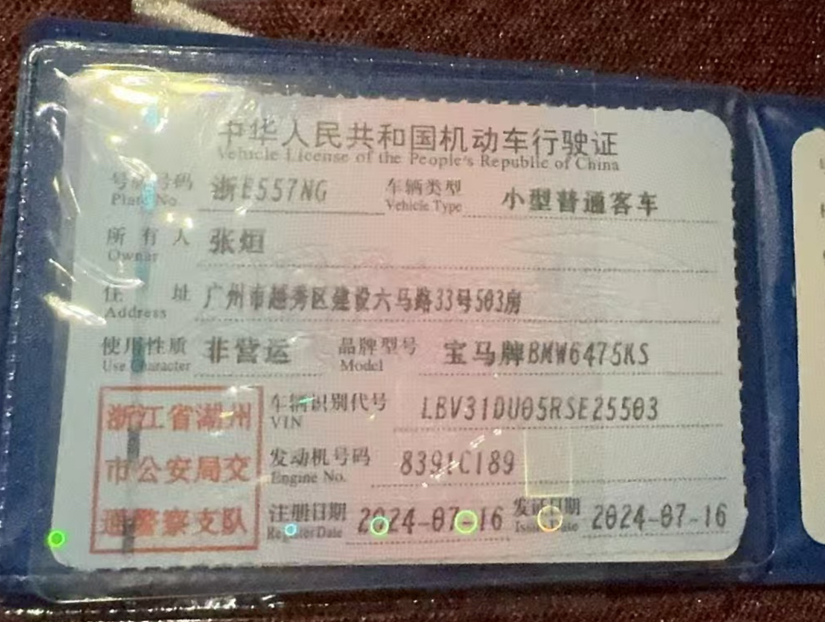 中华人民共和国机动车行驶证
Vehicle License of the People's Republic of China
号牌号码 浙E557NG 车辆类型 小型普通客车
Plate No. Vehicle Type
所有人 张烜
Owner
住址 广州市越秀区建设六马路33号503房
Address
使用性质 非营运 品牌型号 宝马牌BMW6475KS
Use Character Model
浙江省湖州 车辆识别代号 LBV31DU05RSE25503
VIN
市公安局交 发动机号码 8391C189
Engine No.
通警察支队 注册日期 2024-07-16 发证日期 2024-07-16
Register Date Issue Date